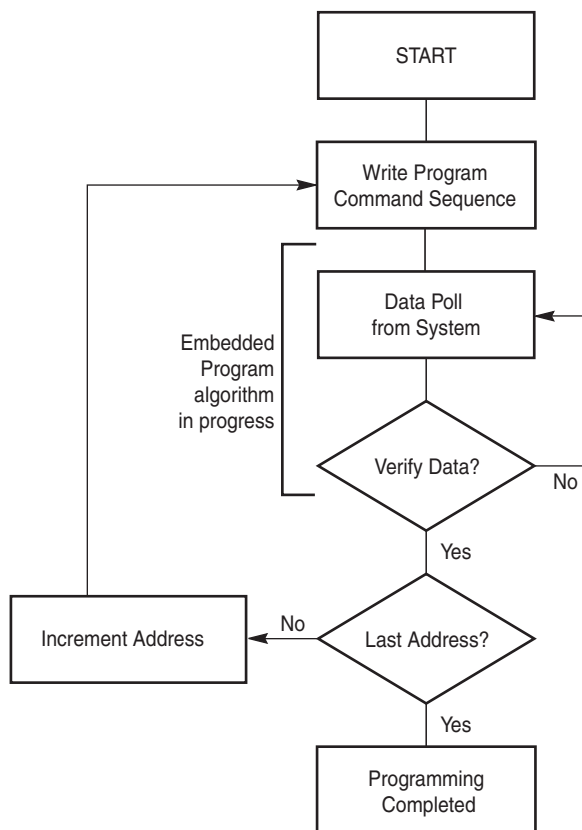 START
Write Program
Command Sequence
Data Poll
from System
Embedded
Program
algorithm
in progress
Verify Data?
No
Yes
Last Address?
No
Increment Address
Yes
Programming
Completed